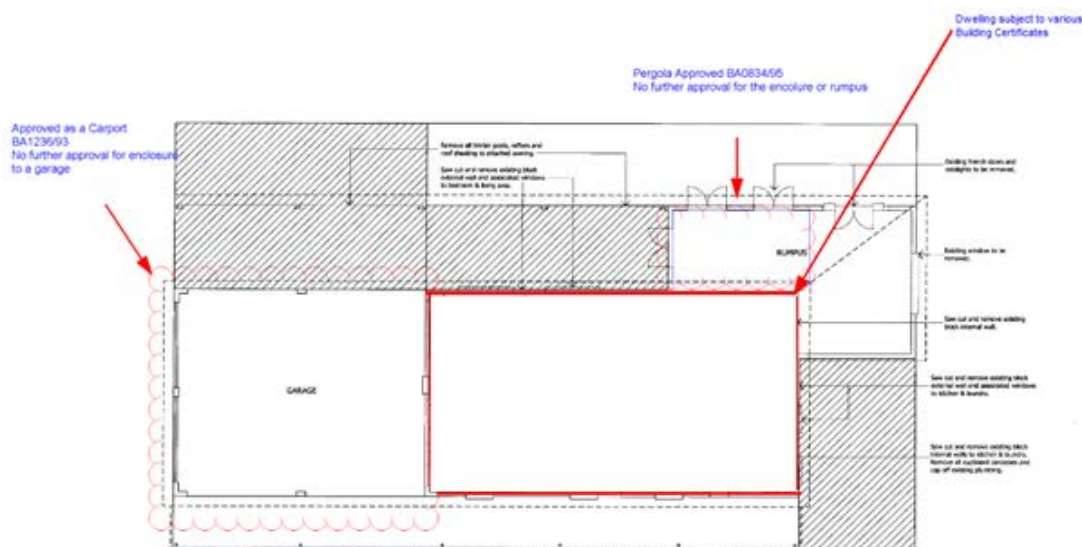 Dwelling subject to various
Building Certificates
Pergola Approved BA0834/95
No further approval for the encolure or rumpus
Approved as a Carport
BA1236/93
No further approval for enclosure
to a garage
Remove all timber posts, rafters and
roof sheeting to attached awning.
Saw cut and remove existing block
external wall and associated windows
to bedroom & living area.
Existing french doors and
sidelights to be removed.
RUMPUS
Existing window to be
removed.
Saw cut and remove existing
block internal wall.
GARAGE
Saw cut and remove existing block
external wall and associated windows
to kitchen & laundry.
Saw cut and remove existing block
internal walls to kitchen & laundry.
Remove all cupboard carcasses and
cap off existing plumbing.